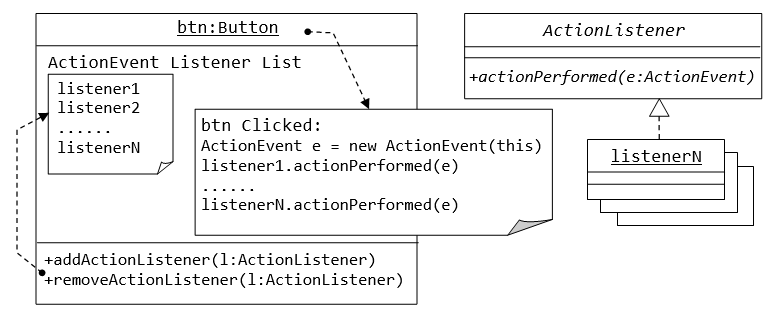 btn:Button
ActionEvent Listener List
listener1
listener2
......
listenerN
btn Clicked:
ActionEvent e = new ActionEvent(this)
listener1.actionPerformed(e)
......
listenerN.actionPerformed(e)
+addActionListener(l:ActionListener)
+removeActionListener(l:ActionListener)
ActionListener
+actionPerformed(e:ActionEvent)
listenerN